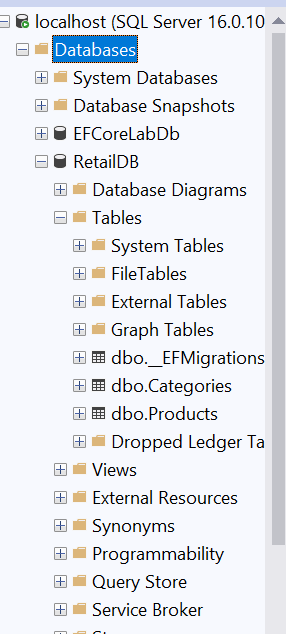 localhost (SQL Server 16.0.10
Databases
System Databases
Database Snapshots
EFCoreLabDb
RetailDB
Database Diagrams
Tables
System Tables
FileTables
External Tables
Graph Tables
dbo.__EFMigrations
dbo.Categories
dbo.Products
Dropped Ledger Ta
Views
External Resources
Synonyms
Programmability
Query Store
Service Broker